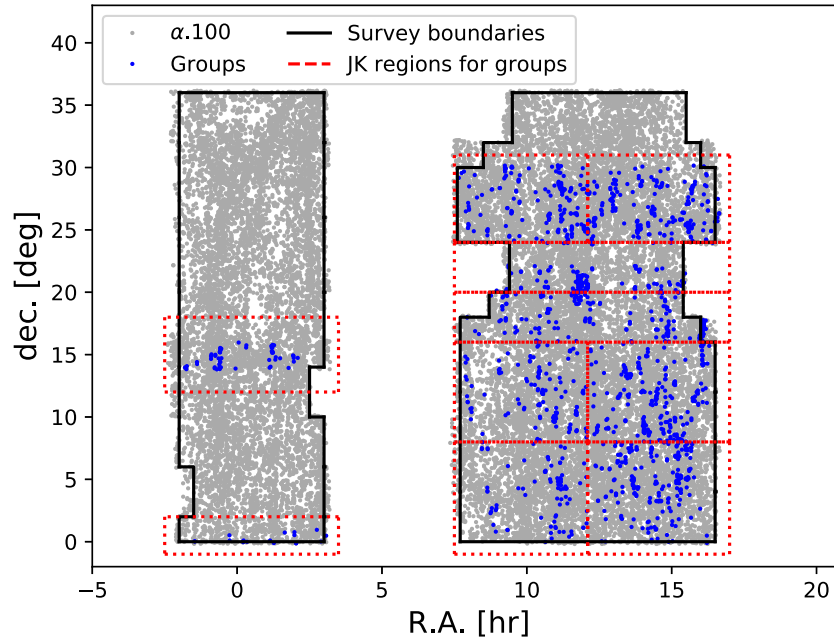 α.100
Groups
Survey boundaries
JK regions for groups
dec. [deg]
40
35
30
25
20
15
10
5
0
−5 0 5 10 15 20
R.A. [hr]